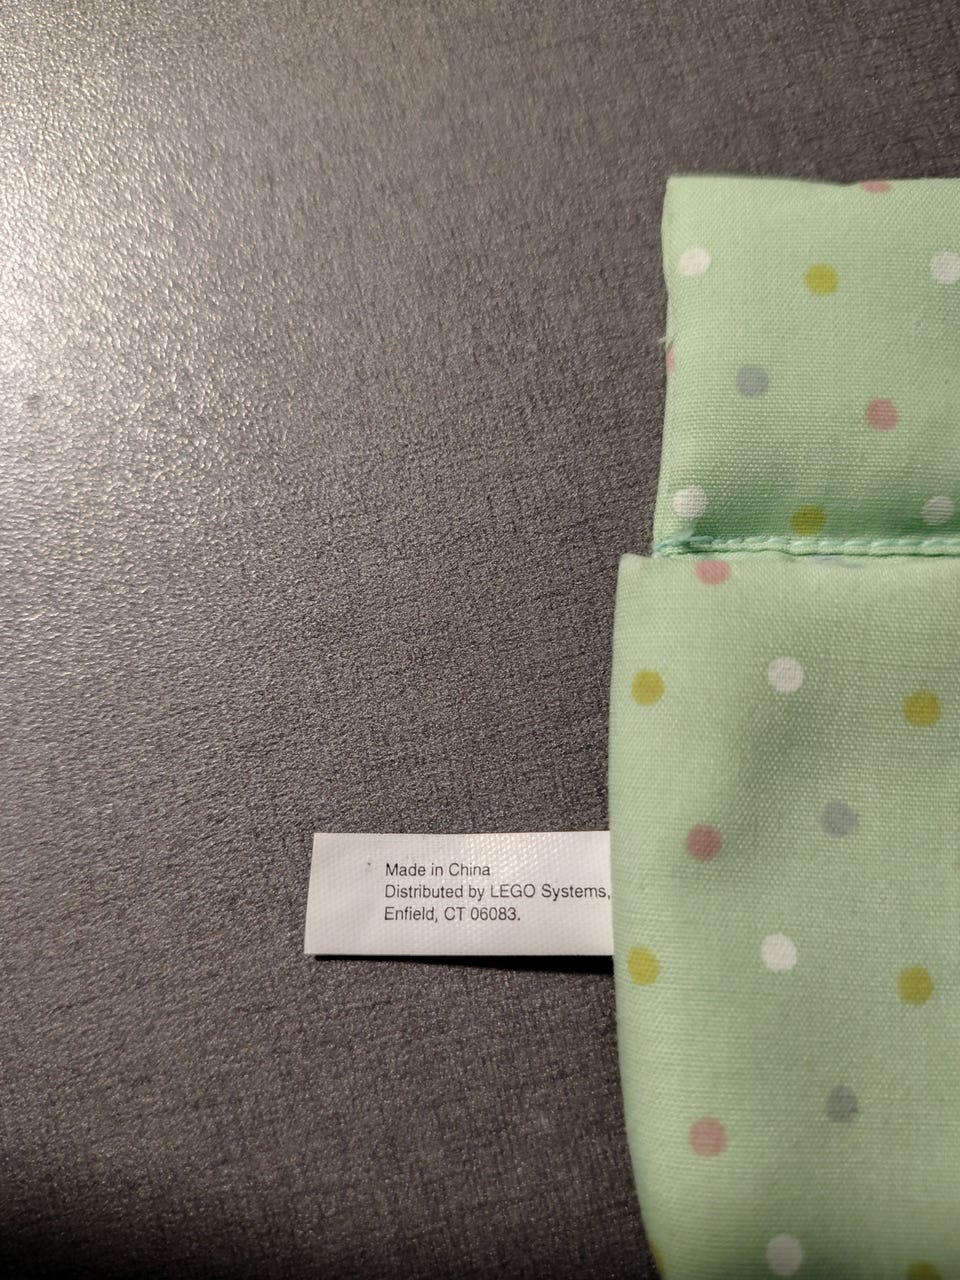 Made in China
Distributed by LEGO Systems,
Enfield, CT 06083.